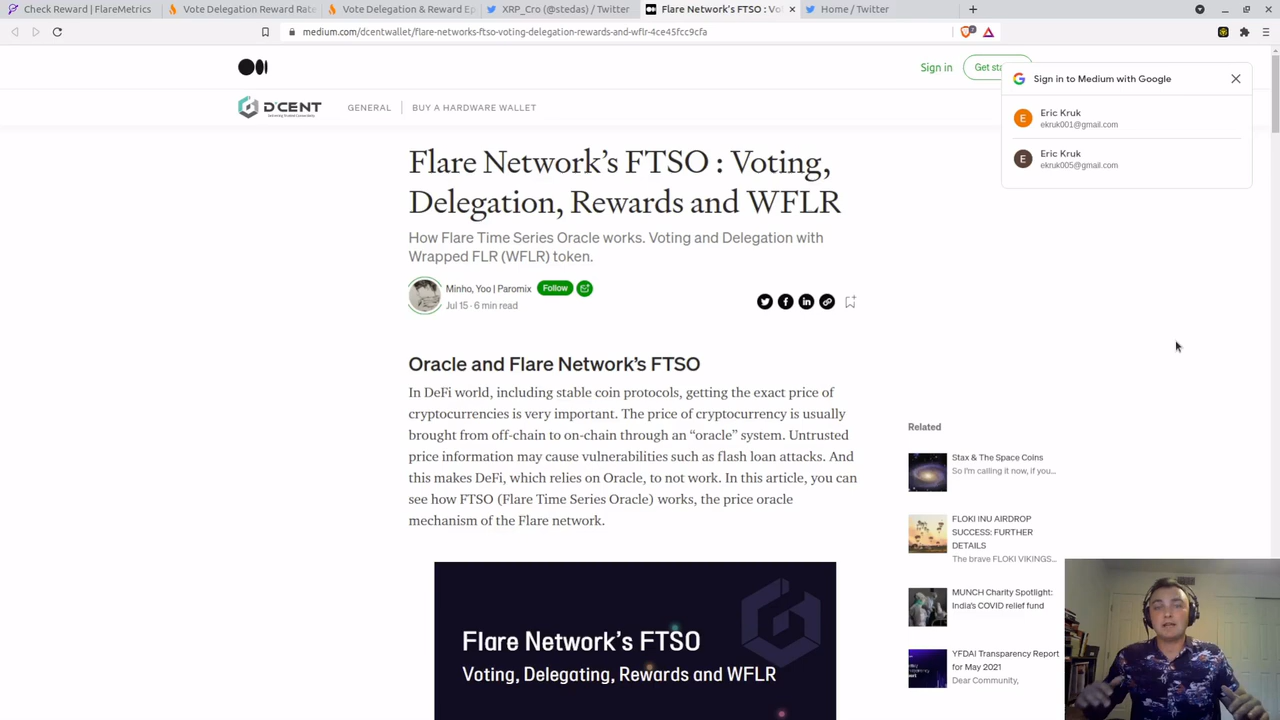 Check Reward | FlareMetrics
Vote Delegation Reward Rate
Vote Delegation & Reward Ep
XRP_Cro (@stedas) / Twitter
Flare Network's FTSO : Vo
Home / Twitter
medium.com/dcentwallet/flare-networks-ftso-voting-delegation-rewards-and-wflr-4ce45fcc9cfa
Sign in
Get sta
Sign in to Medium with Google
E
Eric Kruk
ekruk001@gmail.com
E
Eric Kruk
ekruk005@gmail.com
D'CENT
GENERAL
BUY A HARDWARE WALLET
Flare Network's FTSO : Voting,
Delegation, Rewards and WFLR
How Flare Time Series Oracle works. Voting and Delegation with
Wrapped FLR (WFLR) token.
Minho, Yoo | Paromix
Follow
Jul 15 · 6 min read
Oracle and Flare Network's FTSO
In DeFi world, including stable coin protocols, getting the exact price of
cryptocurrencies is very important. The price of cryptocurrency is usually
brought from off-chain to on-chain through an “oracle” system. Untrusted
price information may cause vulnerabilities such as flash loan attacks. And
this makes DeFi, which relies on Oracle, to not work. In this article, you can
see how FTSO (Flare Time Series Oracle) works, the price oracle
mechanism of the Flare network.
Flare Network's FTSO
Voting, Delegating, Rewards and WFLR
Related
Stax & The Space Coins
So I'm calling it now, if you...
FLOKI INU AIRDROP
SUCCESS: FURTHER
DETAILS
The brave FLOKI VIKINGS...
MUNCH Charity Spotlight:
India's COVID relief fund
YFDAI Transparency Report
for May 2021
Dear Community,